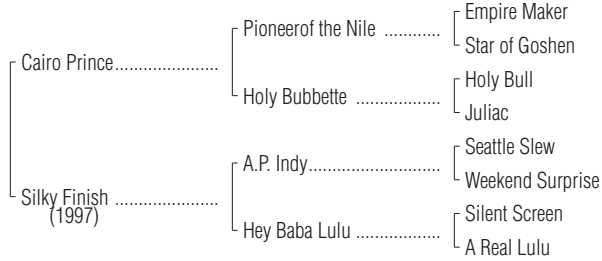 Empire Maker
Pioneerof the Nile ............
Star of Goshen
Cairo Prince.....................
Holy Bull
Holy Bubbette .................
Juliac
Seattle Slew
A.P. Indy..........................
Weekend Surprise
Silky Finish .....................
(1997)
Silent Screen
Hey Baba Lulu .................
A Real Lulu